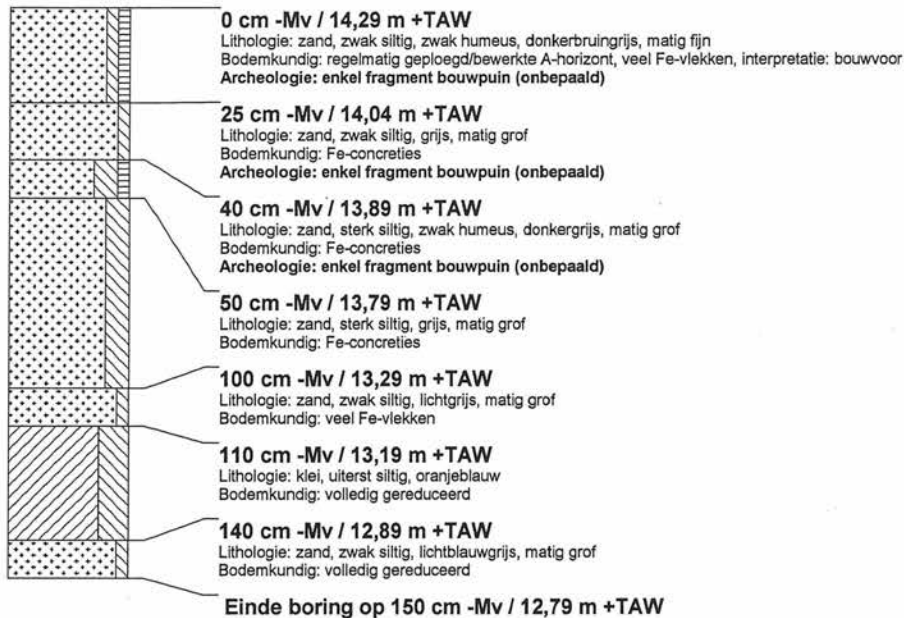 0 cm -Mv / 14,29 m +TAW
Lithologie: zand, zwak siltig, zwak humeus, donkerbruingrijs, matig fijn
Bodemkundig: regelmatig geploegd/bewerkte A-horizont, veel Fe-vlekken, interpretatie: bouwvoor
Archeologie: enkel fragment bouwpuin (onbepaald)
25 cm -Mv / 14,04 m +TAW
Lithologie: zand, zwak siltig, grijs, matig grof
Bodemkundig: Fe-concreties
Archeologie: enkel fragment bouwpuin (onbepaald)
40 cm -Mv / 13,89 m +TAW
Lithologie: zand, sterk siltig, zwak humeus, donkergrijs, matig grof
Bodemkundig: Fe-concreties
Archeologie: enkel fragment bouwpuin (onbepaald)
50 cm -Mv / 13,79 m +TAW
Lithologie: zand, sterk siltig, grijs, matig grof
Bodemkundig: Fe-concreties
100 cm -Mv / 13,29 m +TAW
Lithologie: zand, zwak siltig, lichtgrijs, matig grof
Bodemkundig: veel Fe-vlekken
110 cm -Mv / 13,19 m +TAW
Lithologie: klei, uiterst siltig, oranjeblauw
Bodemkundig: volledig gereduceerd
140 cm -Mv / 12,89 m +TAW
Lithologie: zand, zwak siltig, lichtblauwgrijs, matig grof
Bodemkundig: volledig gereduceerd
Einde boring op 150 cm -Mv / 12,79 m +TAW